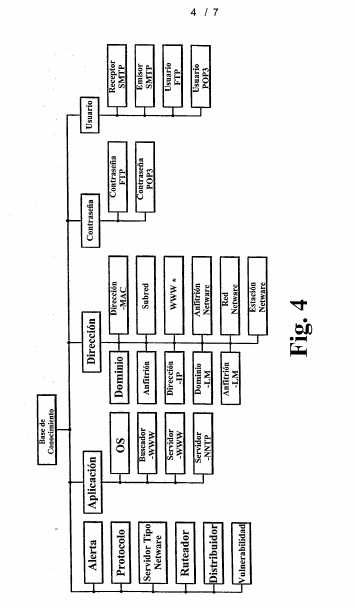 4 / 7
Base de
Conocimiento
Alerta
Protocolo
Servidor Tipo
Netware
Ruteador
Distribuidor
Vulnerabilidad
Aplicación
OS
Buscador
-WWW
Servidor
-WWW
Servidor
-NNTP
Dirección
Dominio
Anfitrión
Dirección
-IP
Dominio
-LM
Anfitrión
-LM
Dirección
-MAC
Subred
WWW *
Anfitrión
Netware
Red
Netware
Estación
Netware
Contraseña
Contraseña
FTP
Contraseña
POP3
Usuario
Receptor
SMTP
Emisor
SMTP
Usuario
FTP
Usuario
POP3
Fig. 4